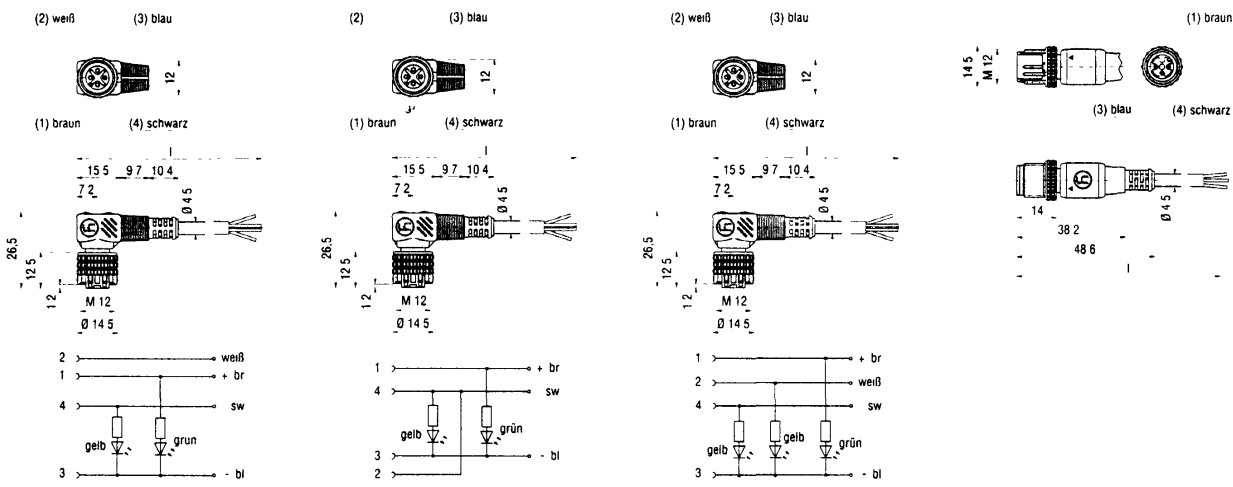 (2) weiß (3) blau
12
(1) braun (4) schwarz
l
15 5 9 7 10 4
7 2
Ø 4 5
26,5
12 5
1 2
M 12
Ø 14 5
2 weiß
1 + br
4 sw
gelb grun
3 - bl
(2) (3) blau
12
(1) braun (4) schwarz
l
15 5 9 7 10 4
7 2
Ø 4 5
26,5
12 5
1 2
M 12
Ø 14 5
1 + br
4 sw
gelb grün
3 - bl
2
(2) weiß (3) blau
12
(1) braun (4) schwarz
l
15 5 9 7 10 4
7 2
Ø 4 5
26,5
12 5
1 2
M 12
Ø 14 5
1 + br
2 weiß
4 sw
gelb gelb grün
3 - bl
(1) braun
14 5
M 12
(3) blau (4) schwarz
Ø 4 5
14
38 2
48 6
l